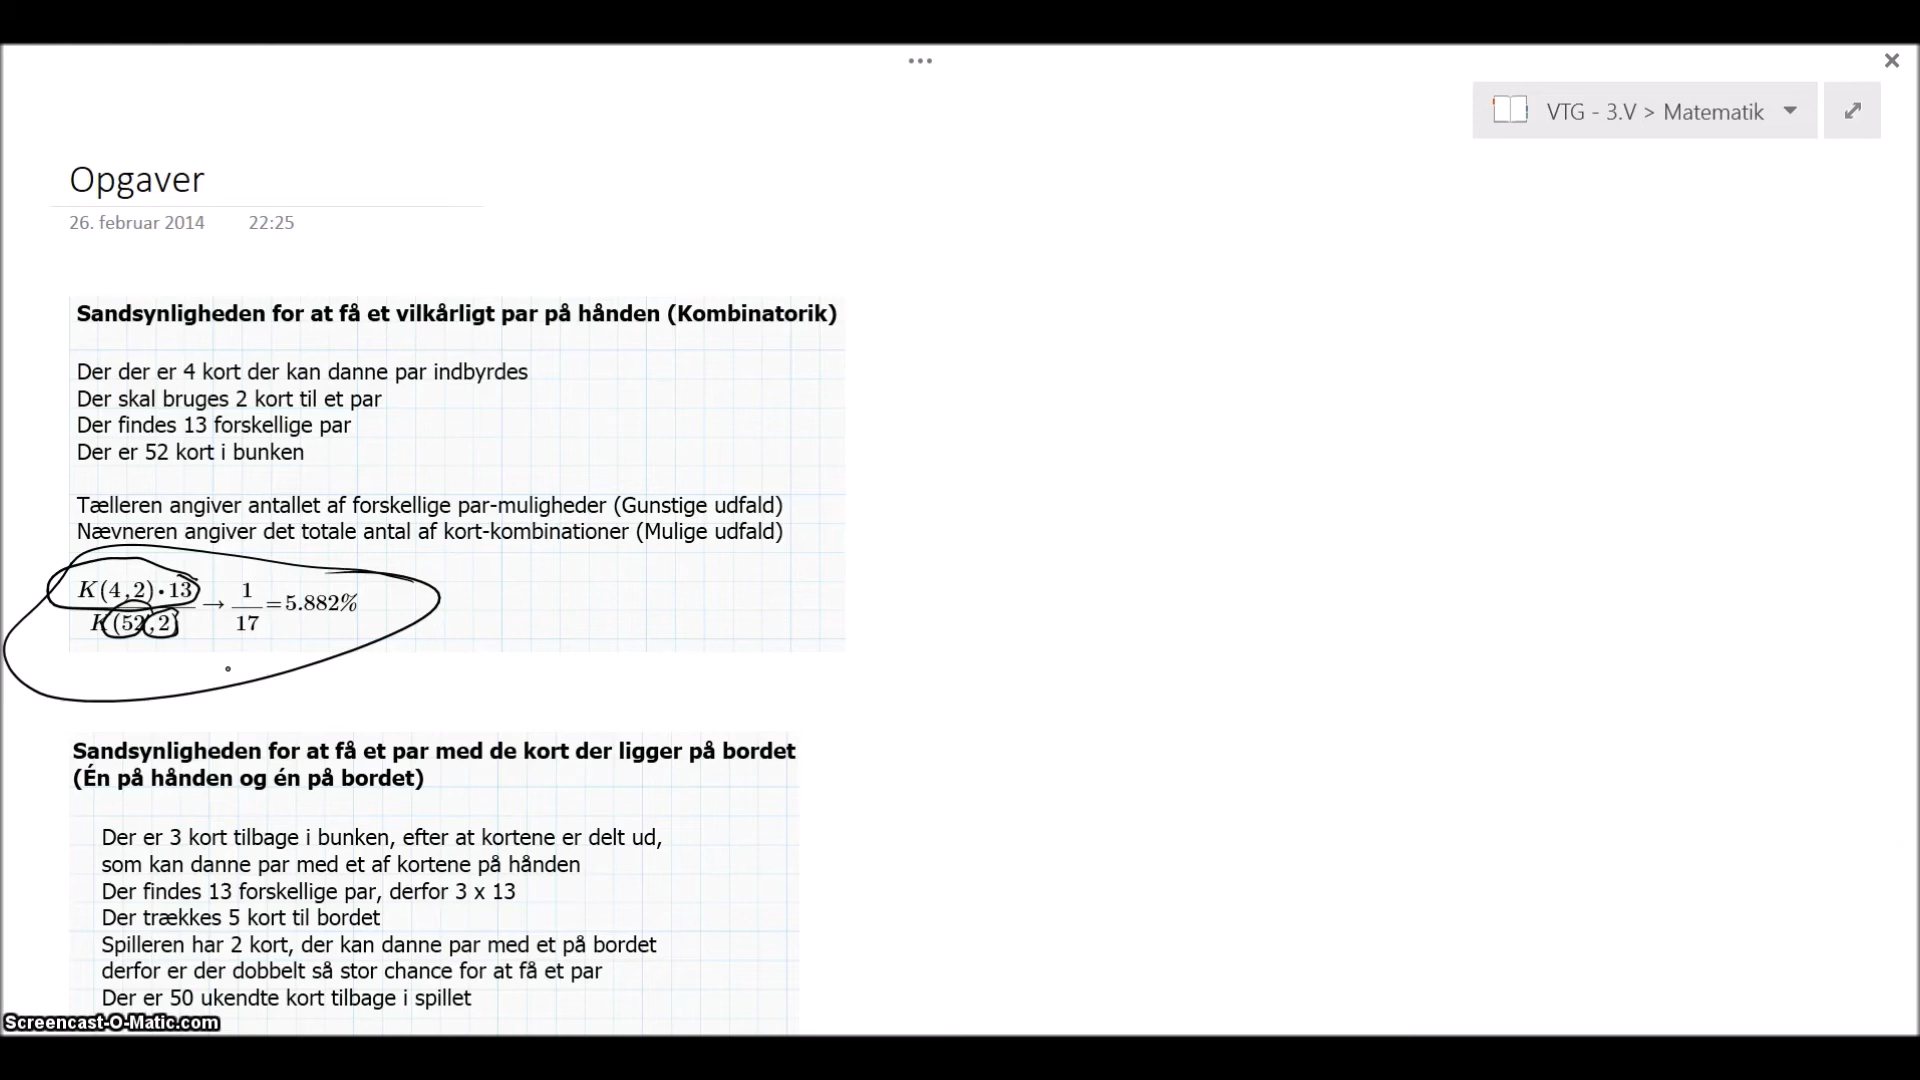 VTG - 3.V > Matematik
Opgaver
26. februar 2014 22:25
Sandsynligheden for at få et vilkårligt par på hånden (Kombinatorik)
Der der er 4 kort der kan danne par indbyrdes
Der skal bruges 2 kort til et par
Der findes 13 forskellige par
Der er 52 kort i bunken
Tælleren angiver antallet af forskellige par-muligheder (Gunstige udfald)
Nævneren angiver det totale antal af kort-kombinationer (Mulige udfald)
K(4,2)·13 / K(52,2) → 1/17 = 5.882%
Sandsynligheden for at få et par med de kort der ligger på bordet
(Én på hånden og én på bordet)
Der er 3 kort tilbage i bunken, efter at kortene er delt ud,
som kan danne par med et af kortene på hånden
Der findes 13 forskellige par, derfor 3 x 13
Der trækkes 5 kort til bordet
Spilleren har 2 kort, der kan danne par med et på bordet
derfor er der dobbelt så stor chance for at få et par
Der er 50 ukendte kort tilbage i spillet
Screencast-O-Matic.com